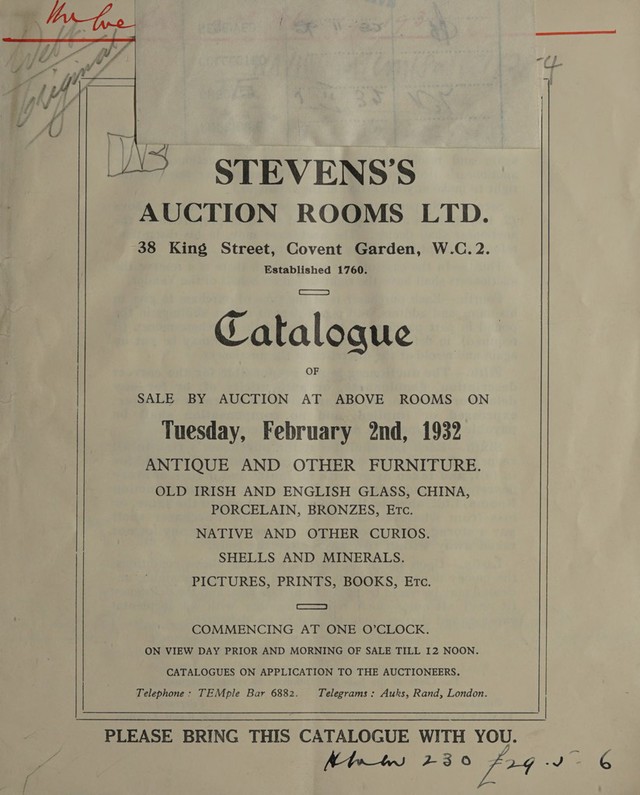 Original
STEVENS'S
AUCTION ROOMS LTD.
38 King Street, Covent Garden, W.C.2.
Established 1760.
Catalogue
OF
SALE BY AUCTION AT ABOVE ROOMS ON
Tuesday, February 2nd, 1932
ANTIQUE AND OTHER FURNITURE.
OLD IRISH AND ENGLISH GLASS, CHINA,
PORCELAIN, BRONZES, Etc.
NATIVE AND OTHER CURIOS.
SHELLS AND MINERALS.
PICTURES, PRINTS, BOOKS, Etc.
COMMENCING AT ONE O'CLOCK.
ON VIEW DAY PRIOR AND MORNING OF SALE TILL 12 NOON.
CATALOGUES ON APPLICATION TO THE AUCTIONEERS.
Telephone: TEMple Bar 6882. Telegrams: Auks, Rand, London.
PLEASE BRING THIS CATALOGUE WITH YOU.
230 £29.5.6